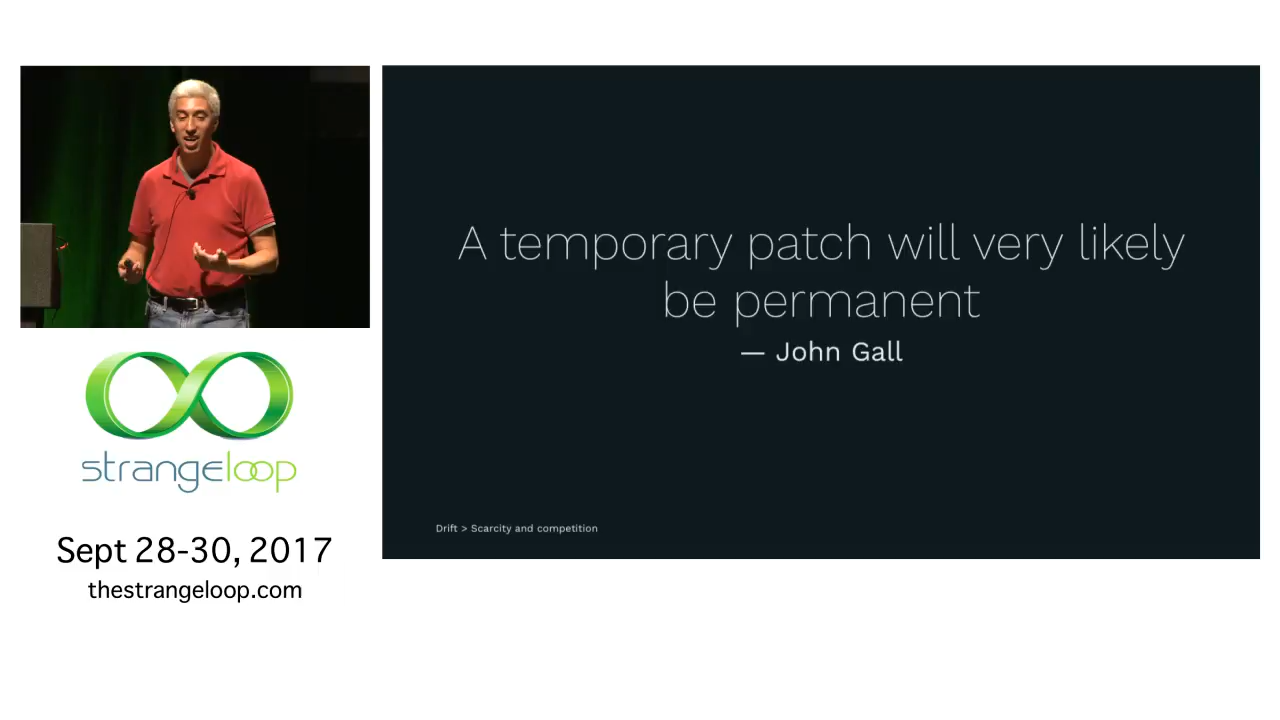 A temporary patch will very likely
be permanent
— John Gall
Drift > Scarcity and competition
strangeloop
Sept 28-30, 2017
thestrangeloop.com